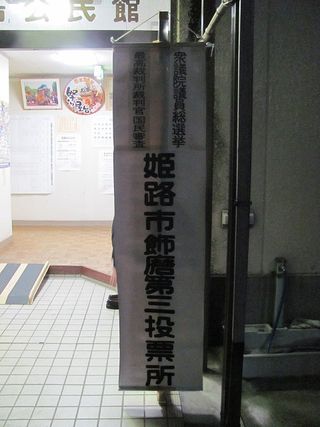 公民館
衆議院議員総選挙
最高裁判所裁判官国民審査
姫路市飾磨第三投票所